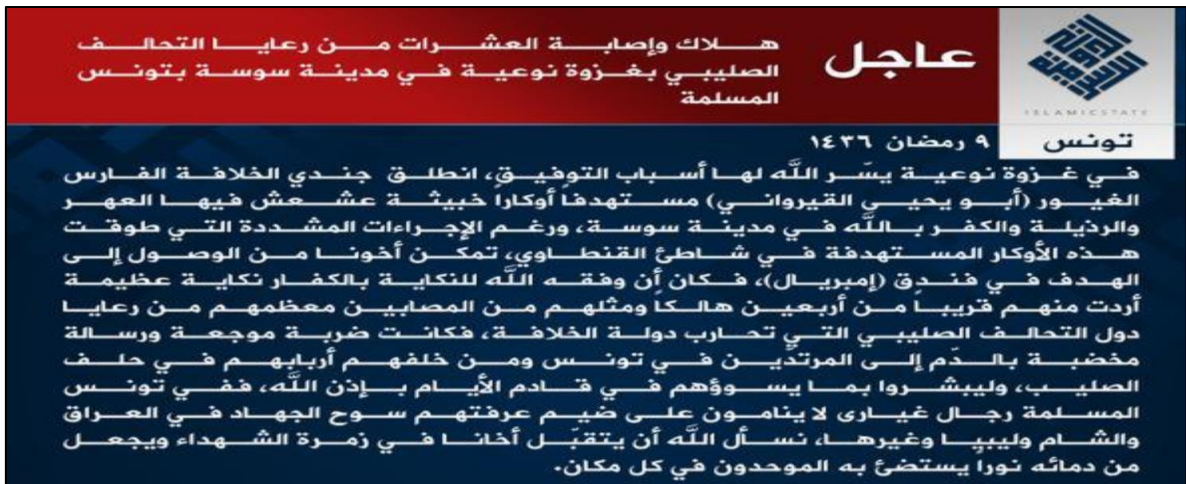 عاجل
هلاك وإصابة العشرات من رعايا التحالف
الصليبي بغزوة نوعية في مدينة سوسة بتونس
المسلمة
ISLAMIC STATE
تونس
٩ رمضان ١٤٣٦
في غزوة نوعية يسّر اللَّه لها أسباب التوفيق، انطلق جندي الخلافة الفارس
الغيور (أبو يحيى القيرواني) مستهدفاً أوكاراً خبيثة عشعش فيها العهر
والرذيلة والكفر باللَّه في مدينة سوسة، ورغم الإجراءات المشددة التي طوقت
هذه الأوكار المستهدفة في شاطئ القنطاوي، تمكن أخونا من الوصول إلى
الهدف في فندق (إمبريال)، فكان أن وفقه اللَّه للنكاية بالكفار نكاية عظيمة
أردت منهم قريباً من أربعين هالكاً ومثلهم من المصابين معظمهم من رعايا
دول التحالف الصليبي التي تحارب دولة الخلافة، فكانت ضربة موجعة ورسالة
مخضبة بالدّم إلى المرتدين في تونس ومن خلفهم أربابهم في حلف
الصليب، وليبشروا بما يسوؤهم في قادم الأيام بإذن اللَّه، ففي تونس
المسلمة رجال غيارى لا ينامون على ضيم عرفتهم سوح الجهاد في العراق
والشام وليبيا وغيرها، نسأل اللَّه أن يتقبّل أخانا في زمرة الشهداء ويجعل
من دمائه نوراً يستضئ به الموحدون في كل مكان.